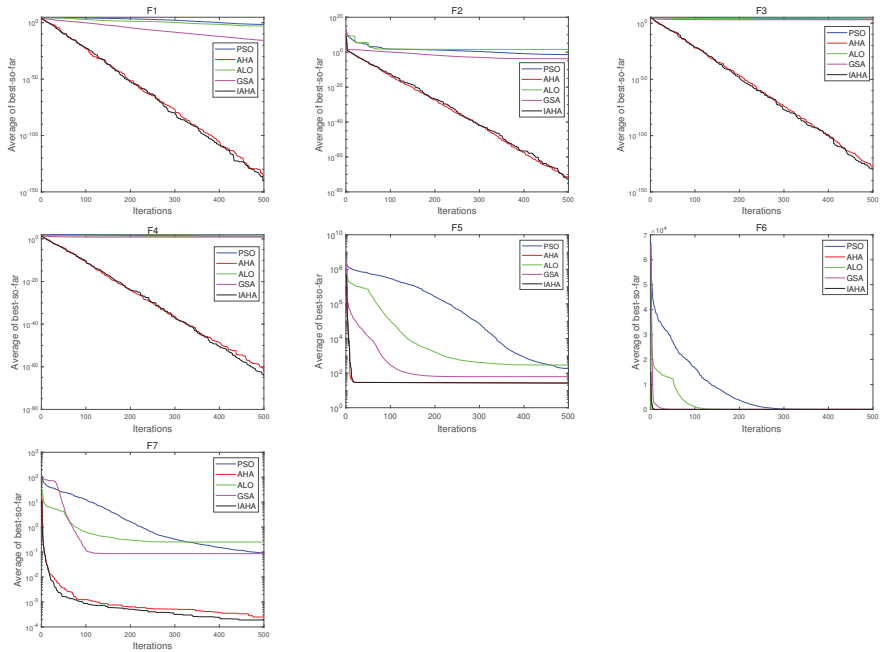 F1
Average of best-so-far
10^0
10^-50
10^-100
10^-150
0 100 200 300 400 500
Iterations
PSO
AHA
ALO
GSA
IAHA
F2
Average of best-so-far
10^20
10^0
10^-20
10^-40
10^-60
10^-80
0 100 200 300 400 500
Iterations
PSO
AHA
ALO
GSA
IAHA
F3
Average of best-so-far
10^0
10^-50
10^-100
10^-150
0 100 200 300 400 500
Iterations
PSO
AHA
ALO
GSA
IAHA
F4
Average of best-so-far
10^0
10^-20
10^-40
10^-60
10^-80
0 100 200 300 400 500
Iterations
PSO
AHA
ALO
GSA
IAHA
F5
Average of best-so-far
10^10
10^8
10^6
10^4
10^2
10^0
0 100 200 300 400 500
Iterations
PSO
AHA
ALO
GSA
IAHA
F6
×10^4
Average of best-so-far
7
6
5
4
3
2
1
0
0 100 200 300 400 500
Iterations
PSO
AHA
ALO
GSA
IAHA
F7
Average of best-so-far
10^3
10^2
10^1
10^0
10^-1
10^-2
10^-3
10^-4
0 100 200 300 400 500
Iterations
PSO
AHA
ALO
GSA
IAHA